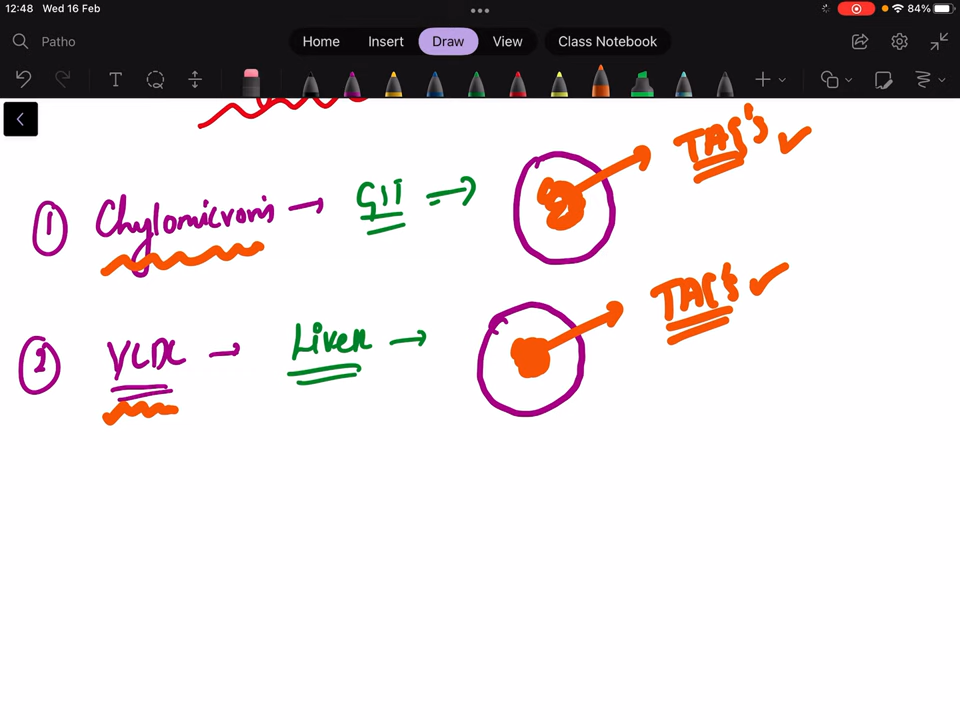 12:48 Wed 16 Feb 84%
Patho Home Insert Draw View Class Notebook
T
① Chylomicrons → GIT → TAG's ✓
② VLDL → Liver → TAG's ✓